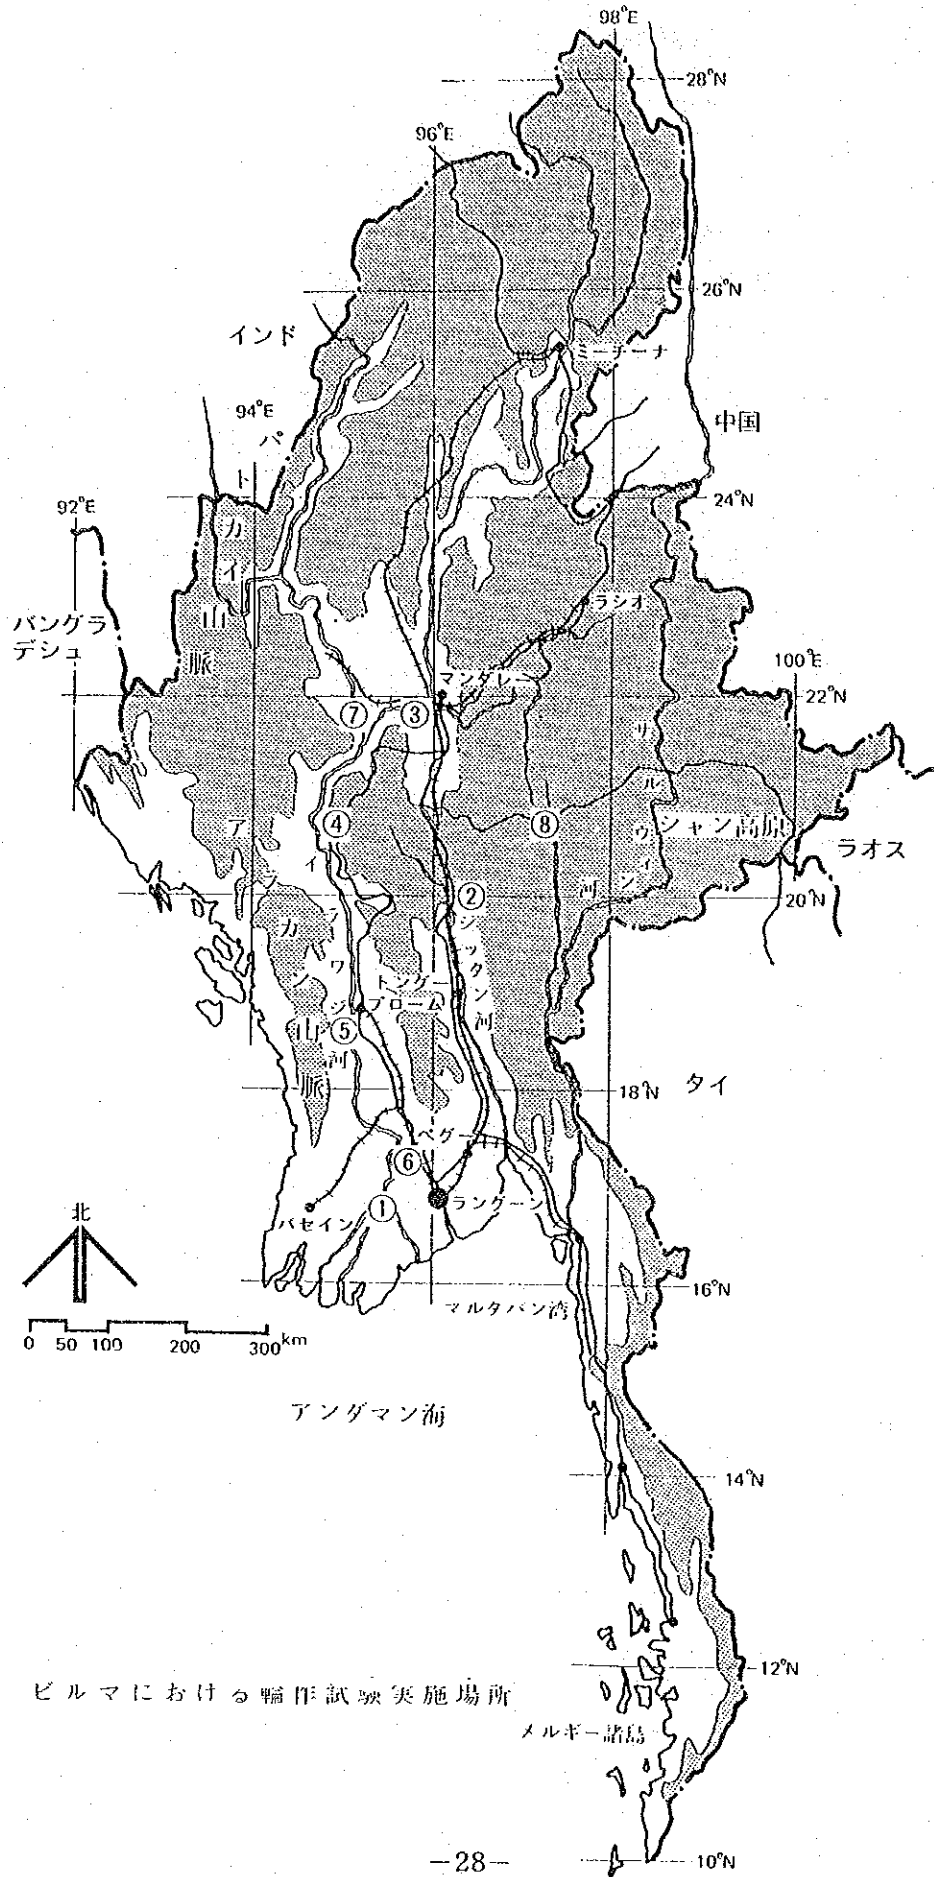 98°E
28°N
96°E
26°N
インド
ミーチーナ
94°E
中国
パトカイ山脈
24°N
92°E
ラシオ
バングラデシュ
100°E
マンダレー
22°N
⑦
③
サルウィン河
④
⑧
シャン高原
ラオス
アラカン山脈
イラワジ河
②
20°N
シッタン河
トングー
プローム
⑤
18°N
タイ
ペグー
⑥
ラングーン
①
バセイン
北
16°N
マルタバン湾
0 50 100 200 300km
アンダマン海
14°N
12°N
ビルマにおける輪作試験実施場所
メルギー諸島
-28-
10°N